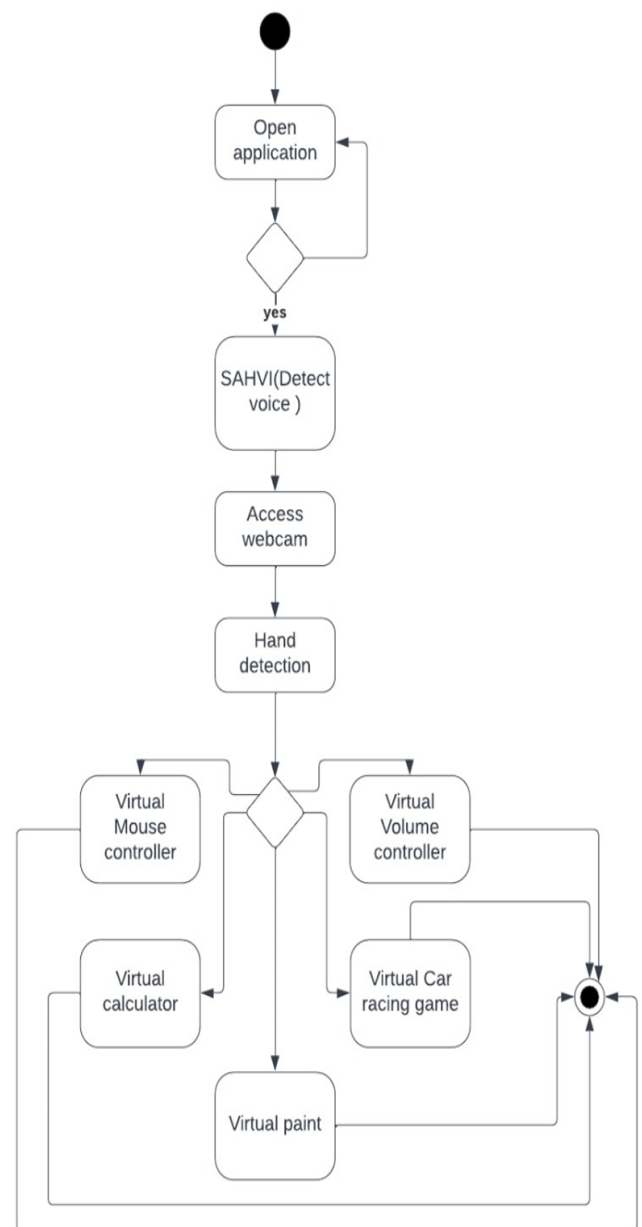 Open
application
yes
SAHVI(Detect
voice )
Access
webcam
Hand
detection
Virtual
Mouse
controller
Virtual
Volume
controller
Virtual
calculator
Virtual Car
racing game
Virtual paint